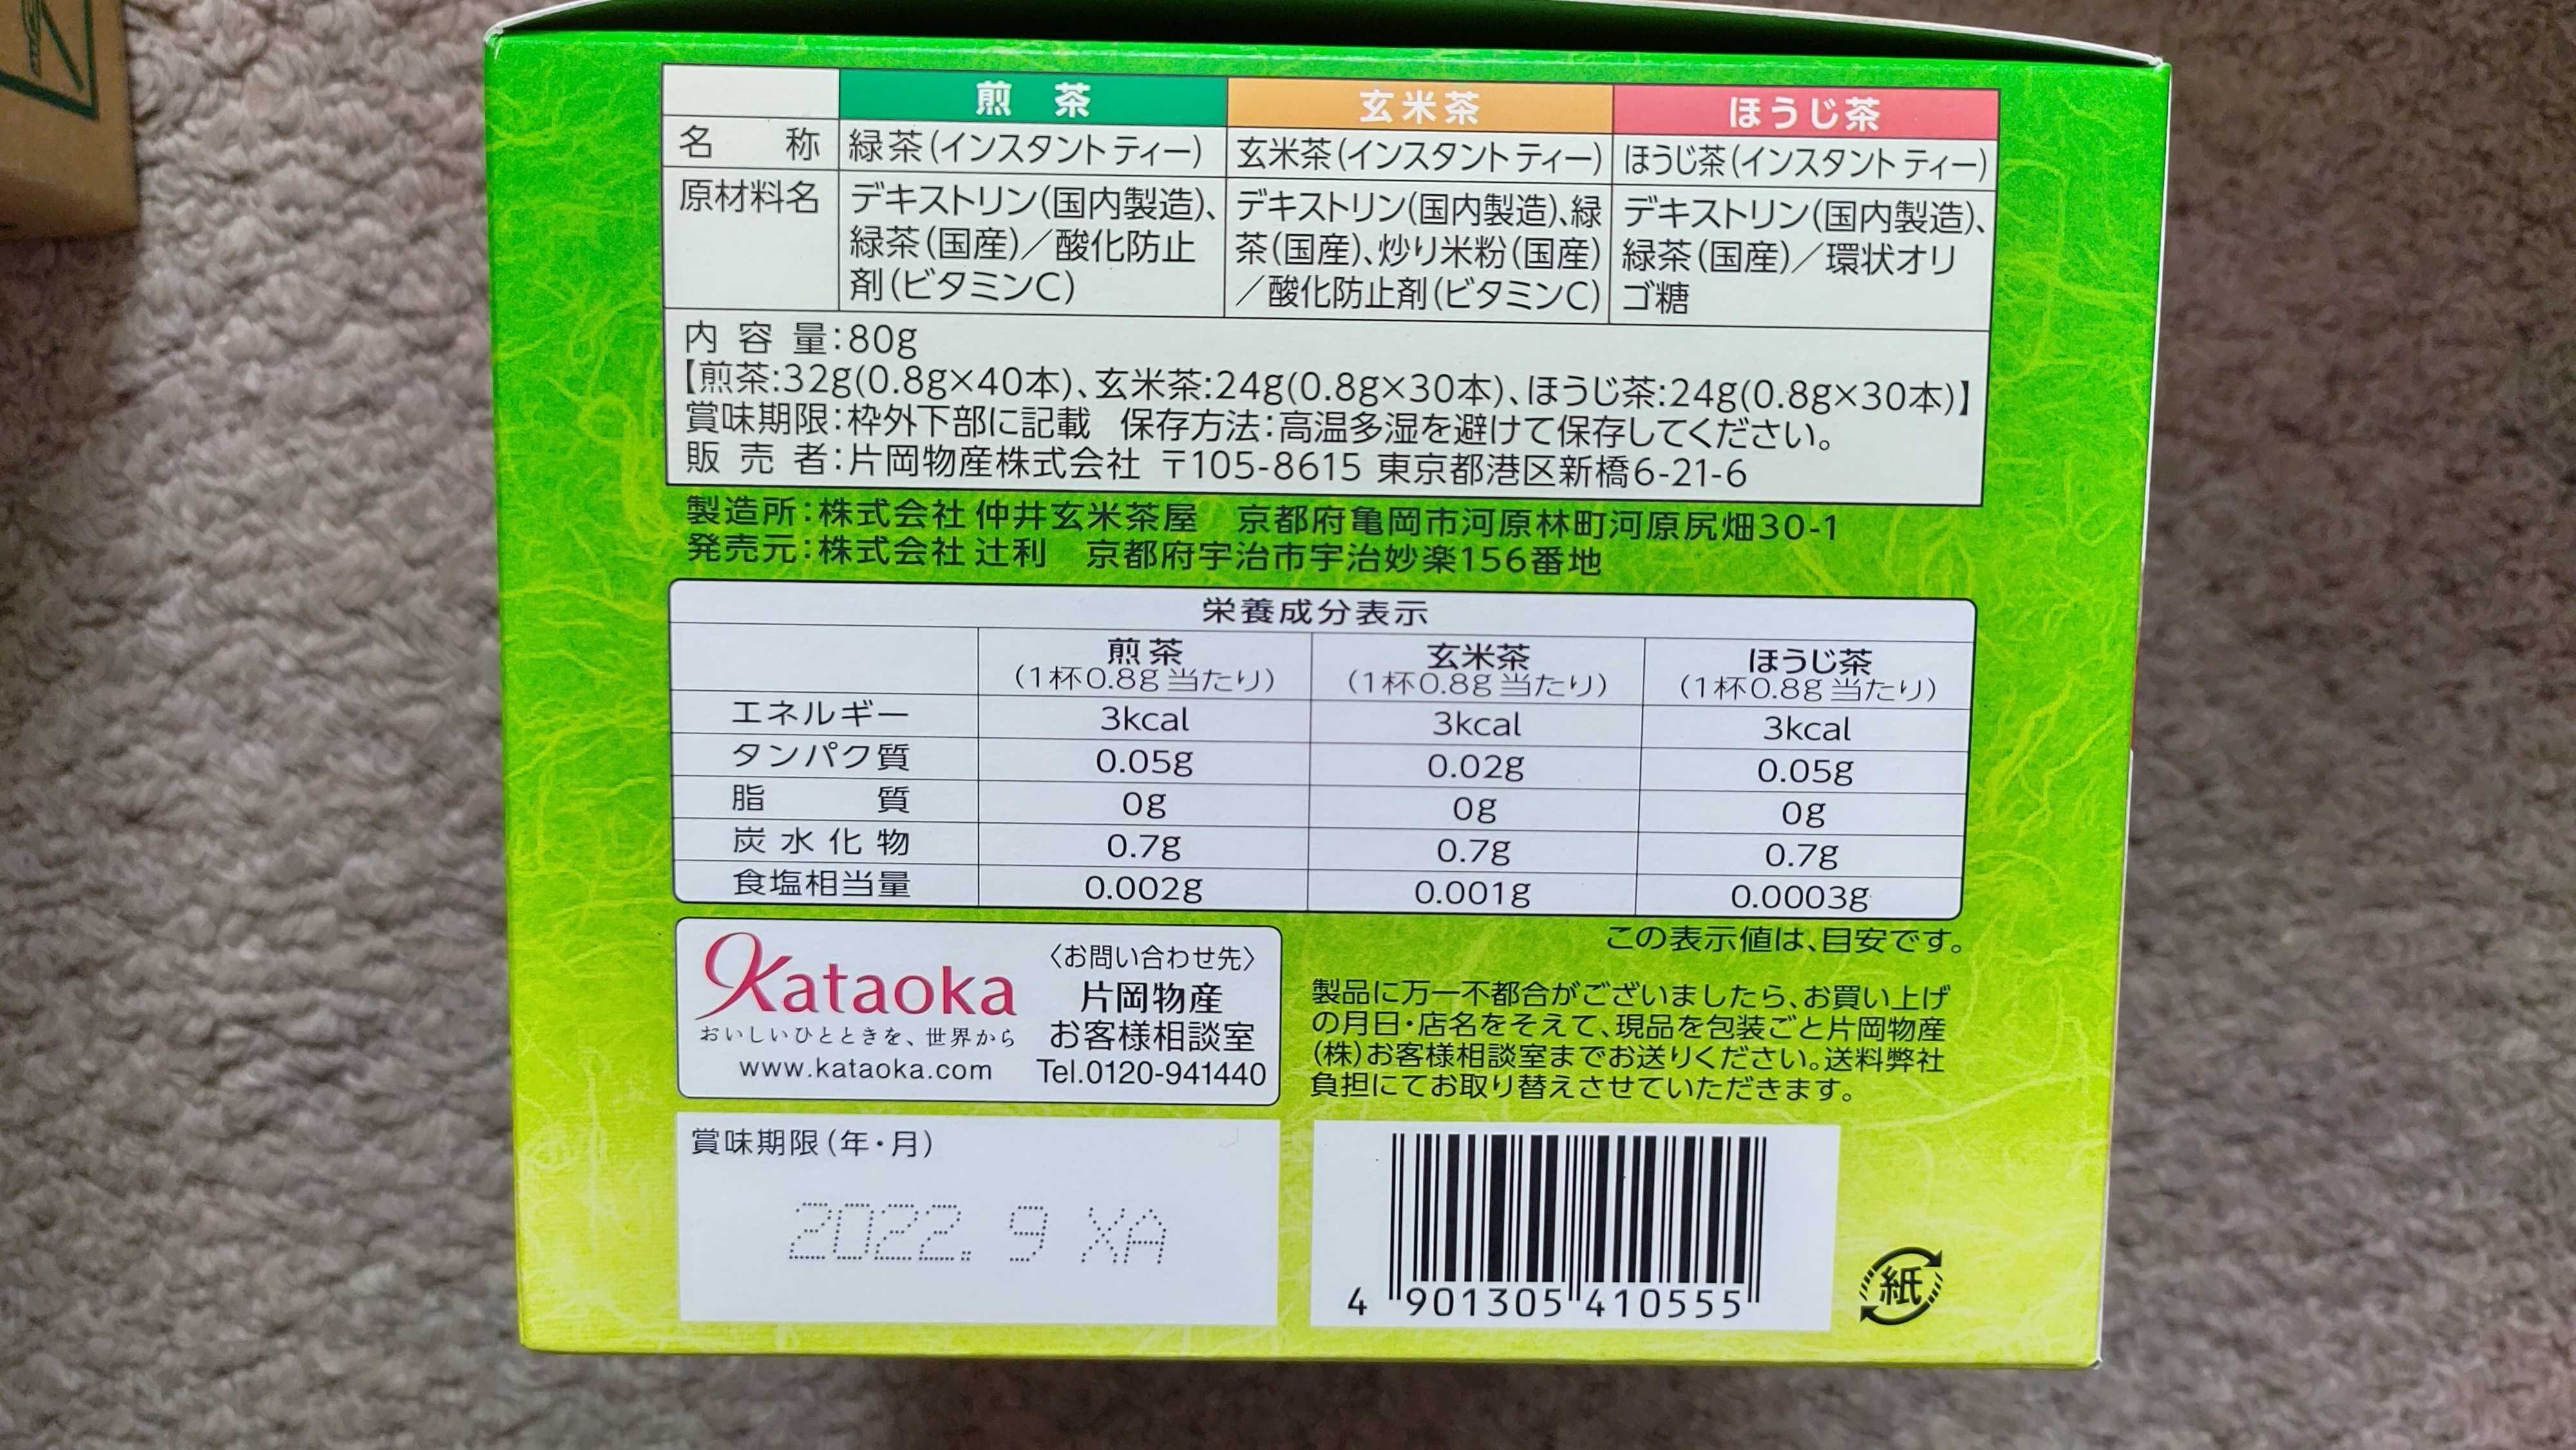 煎茶 玄米茶 ほうじ茶
名称 緑茶(インスタントティー) 玄米茶(インスタントティー) ほうじ茶(インスタントティー)
原材料名
デキストリン(国内製造)、
緑茶(国産)/酸化防止
剤(ビタミンC)
デキストリン(国内製造)、緑
茶(国産)、炒り米粉(国産)
/酸化防止剤(ビタミンC)
デキストリン(国内製造)、
緑茶(国産)/環状オリ
ゴ糖
内容量:80g
【煎茶:32g(0.8g×40本)、玄米茶:24g(0.8g×30本)、ほうじ茶:24g(0.8g×30本)】
賞味期限:枠外下部に記載 保存方法:高温多湿を避けて保存してください。
販売者:片岡物産株式会社 〒105-8615 東京都港区新橋6-21-6
製造所:株式会社 仲井玄米茶屋 京都府亀岡市河原林町河原尻畑30-1
発売元:株式会社 辻利 京都府宇治市宇治妙楽156番地
栄養成分表示
煎茶 玄米茶 ほうじ茶
(1杯0.8g当たり) (1杯0.8g当たり) (1杯0.8g当たり)
エネルギー 3kcal 3kcal 3kcal
タンパク質 0.05g 0.02g 0.05g
脂質 0g 0g 0g
炭水化物 0.7g 0.7g 0.7g
食塩相当量 0.002g 0.001g 0.0003g
この表示値は、目安です。
Kataoka
おいしいひとときを、世界から
www.kataoka.com
〈お問い合わせ先〉
片岡物産
お客様相談室
Tel.0120-941440
製品に万一不都合がございましたら、お買い上げ
の月日・店名をそえて、現品を包装ごと片岡物産
(株)お客様相談室までお送りください。送料弊社
負担にてお取り替えさせていただきます。
賞味期限(年・月)
2022. 9 XA
4 901305 410555
紙